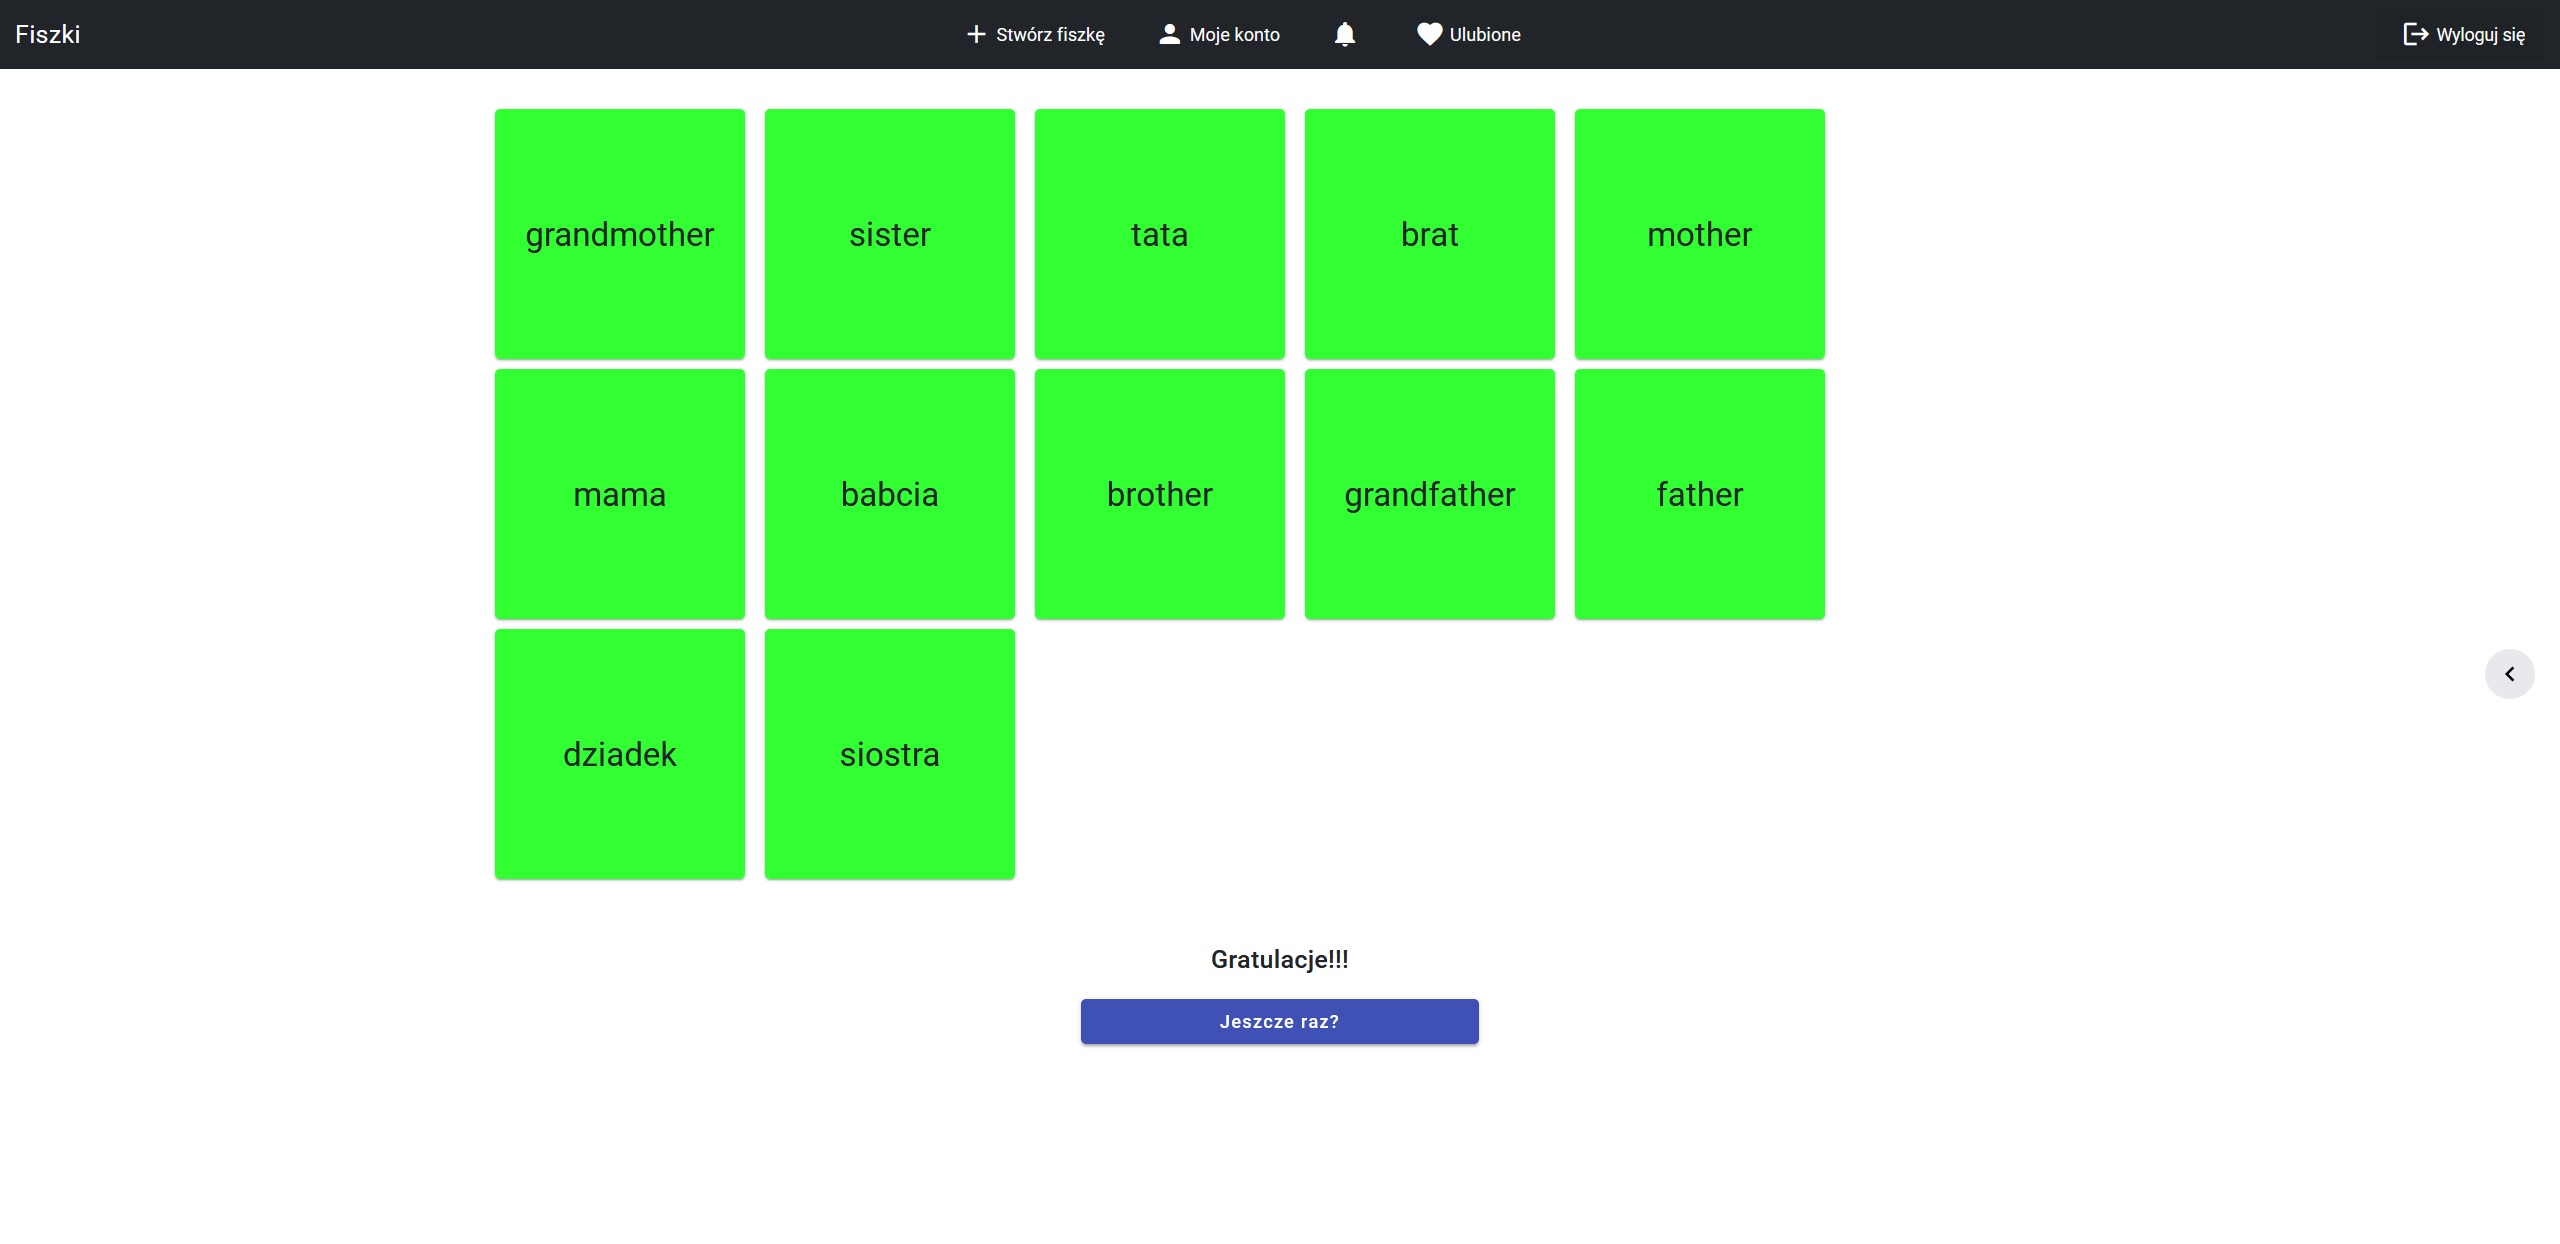 Fiszki
Stwórz fiszkę
Moje konto
Ulubione
Wyloguj się
grandmother
sister
tata
brat
mother
mama
babcia
brother
grandfather
father
dziadek
siostra
Gratulacje!!!
Jeszcze raz?